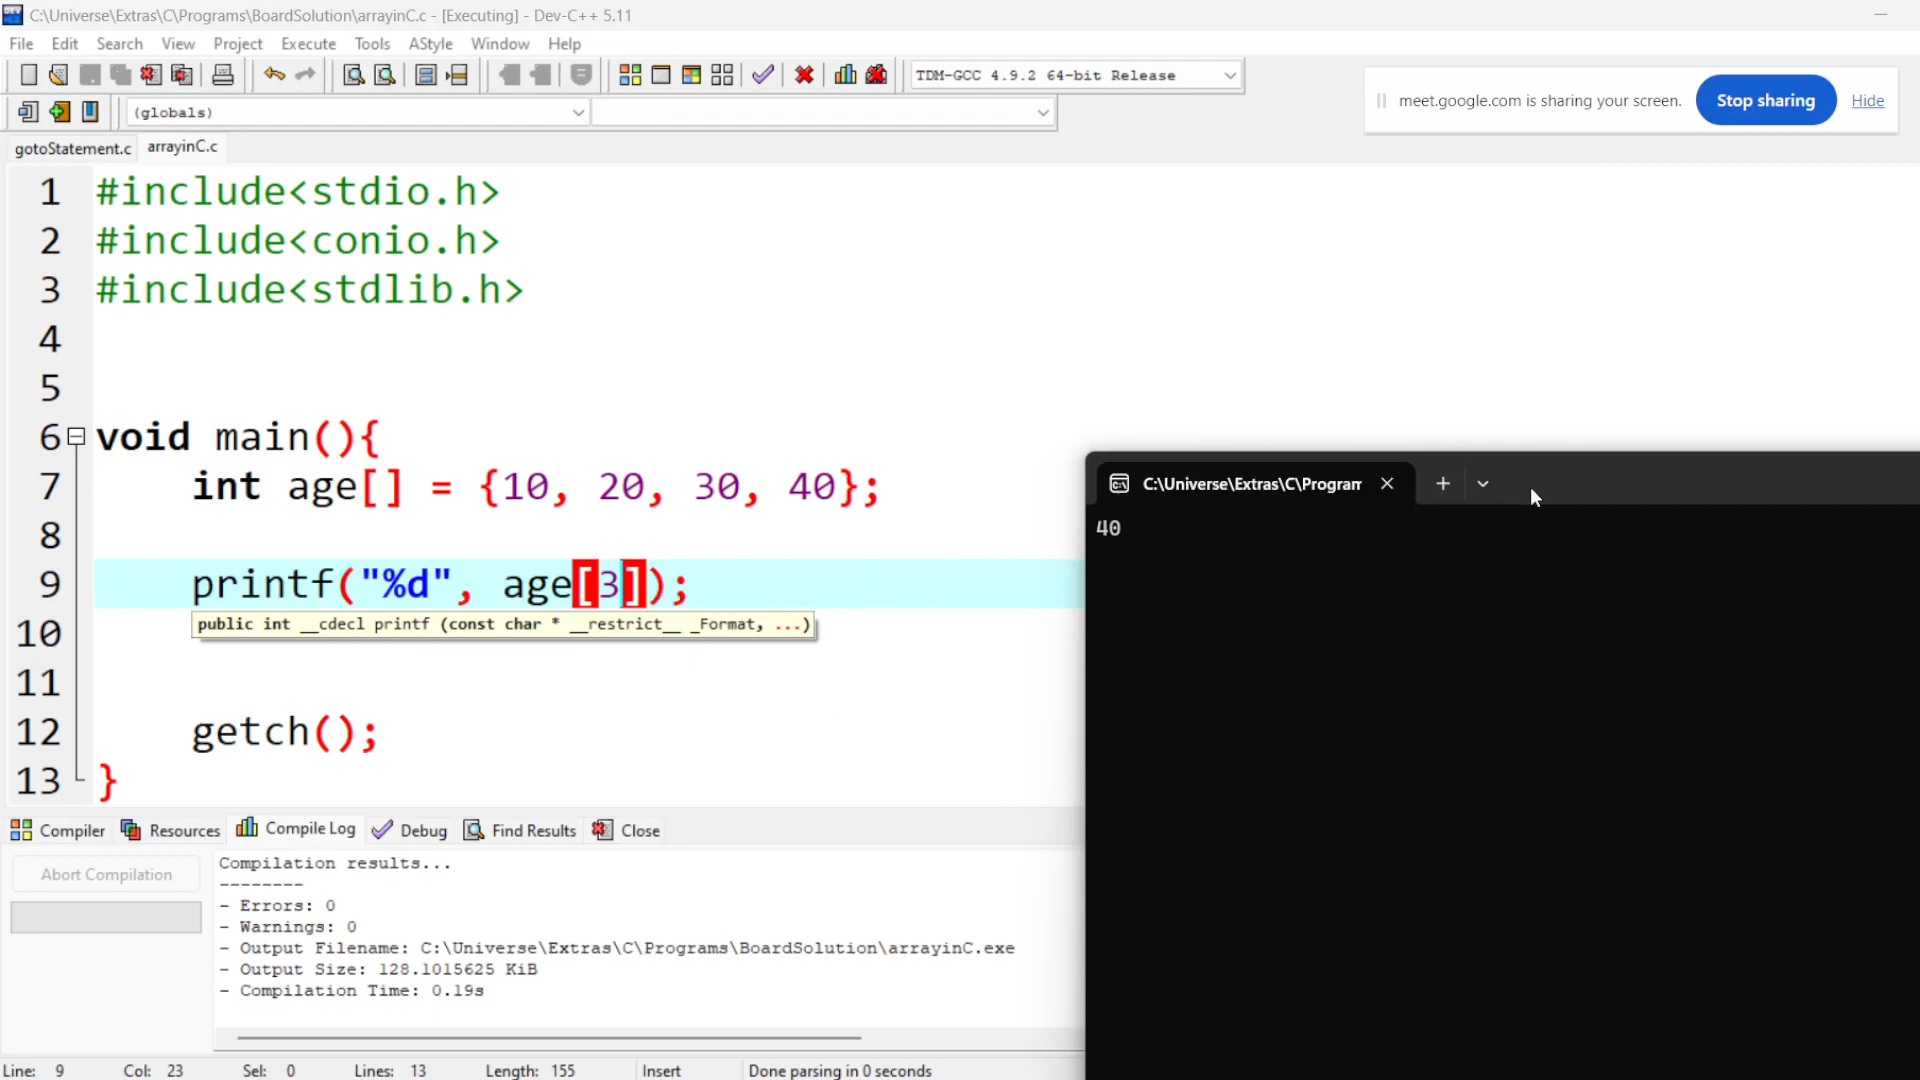 C:\Universe\Extras\C\Programs\BoardSolution\arrayinC.c - [Executing] - Dev-C++ 5.11
File Edit Search View Project Execute Tools AStyle Window Help
TDM-GCC 4.9.2 64-bit Release
meet.google.com is sharing your screen. Stop sharing Hide
(globals)
gotoStatement.c arrayinC.c
1 #include<stdio.h>
2 #include<conio.h>
3 #include<stdlib.h>
4
5
6 void main(){
7 int age[] = {10, 20, 30, 40};
8
9 printf("%d", age[3]);
public int __cdecl printf (const char * __restrict__ _Format, ...)
10
11
12 getch();
13 }
C:\Universe\Extras\C\Program
40
Compiler Resources Compile Log Debug Find Results Close
Abort Compilation
Compilation results...
--------
- Errors: 0
- Warnings: 0
- Output Filename: C:\Universe\Extras\C\Programs\BoardSolution\arrayinC.exe
- Output Size: 128.1015625 KiB
- Compilation Time: 0.19s
Line: 9 Col: 23 Sel: 0 Lines: 13 Length: 155 Insert Done parsing in 0 seconds